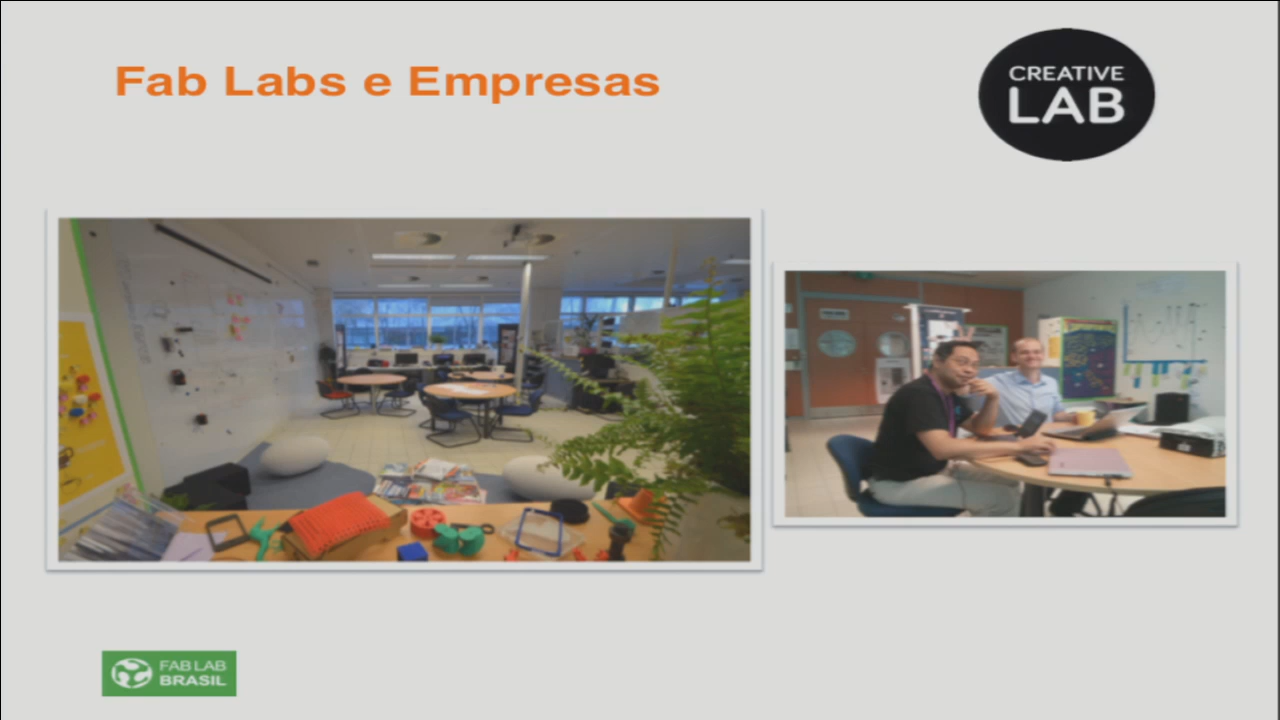 Fab Labs e Empresas
CREATIVE
LAB
FAB LAB
BRASIL